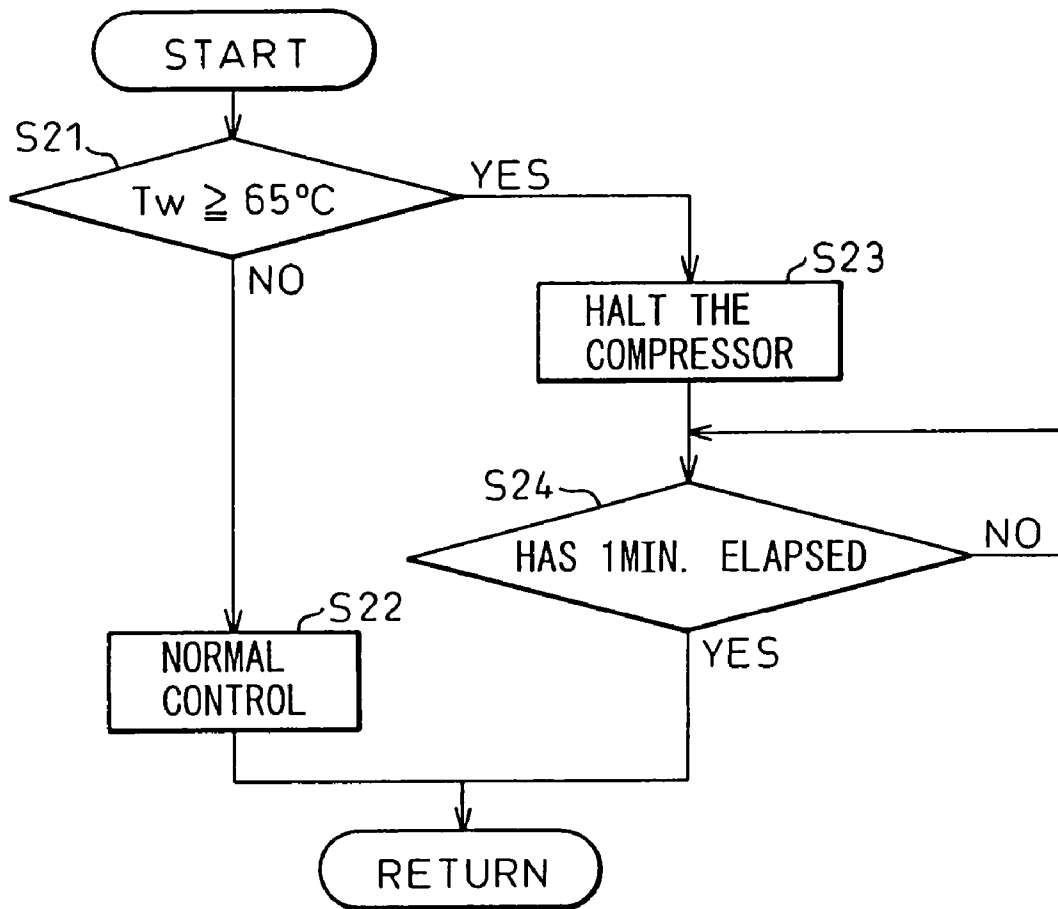 START
S21
Tw ≧ 65°C
YES
NO
S23
HALT THE
COMPRESSOR
S24
HAS 1MIN. ELAPSED
NO
YES
S22
NORMAL
CONTROL
RETURN